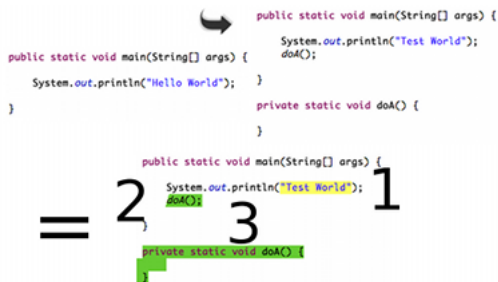 public static void main(String[] args) {
System.out.println("Hello World");
}
public static void main(String[] args) {
System.out.println("Test World");
doA();
}
private static void doA() {
}
=
public static void main(String[] args) {
System.out.println("Test World"); 1
2 doA();
3
}
private static void doA() {
}